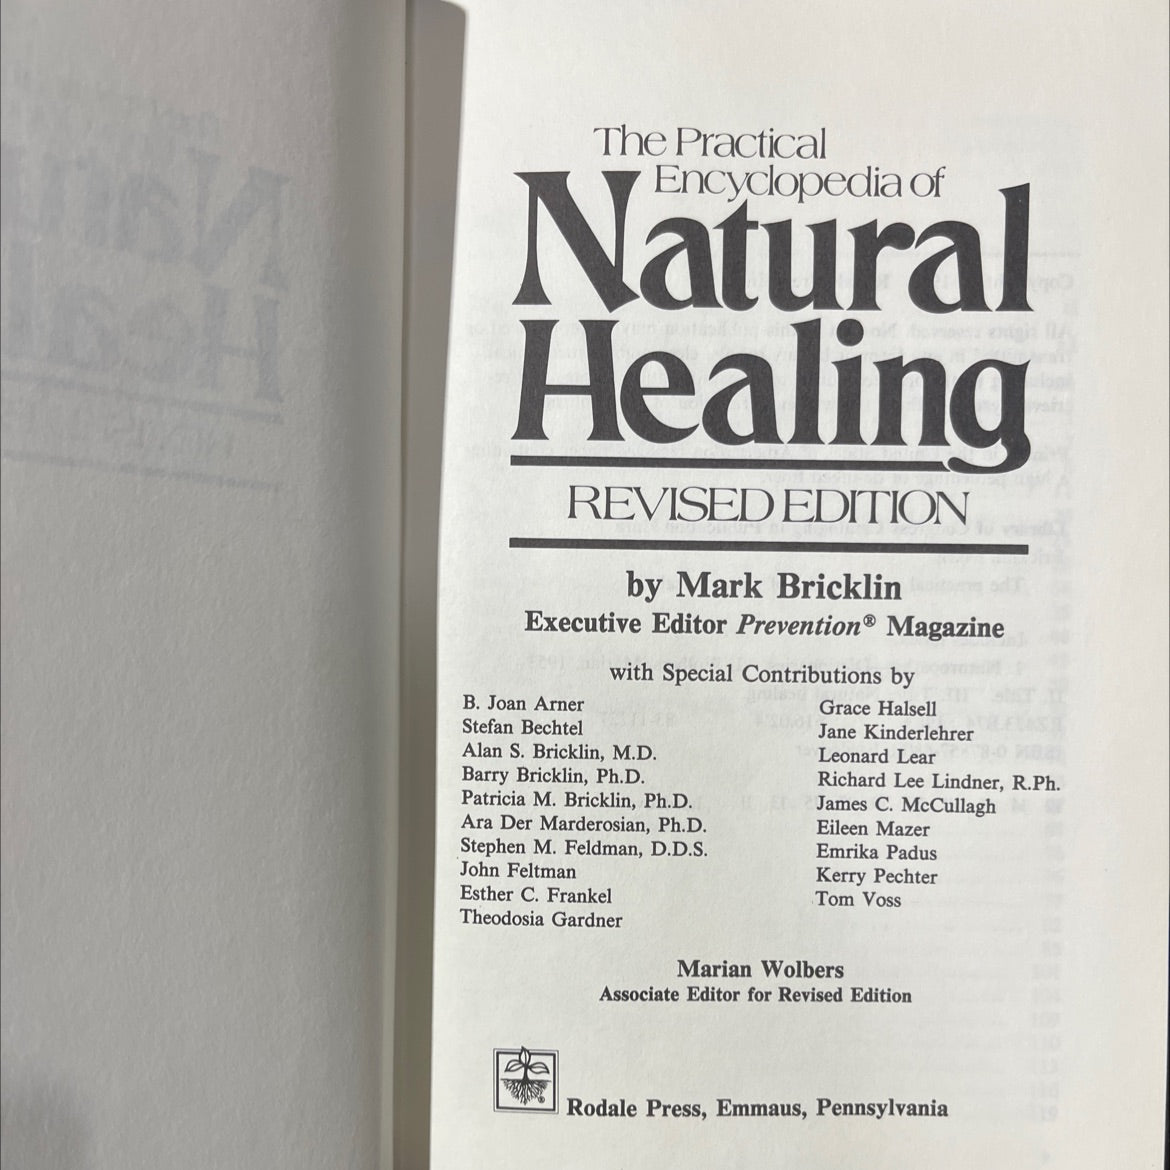 The Practical
Encyclopedia of
Natural
Healing
REVISED EDITION
by Mark Bricklin
Executive Editor Prevention® Magazine
with Special Contributions by
B. Joan Arner
Stefan Bechtel
Alan S. Bricklin, M.D.
Barry Bricklin, Ph.D.
Patricia M. Bricklin, Ph.D.
Ara Der Marderosian, Ph.D.
Stephen M. Feldman, D.D.S.
John Feltman
Esther C. Frankel
Theodosia Gardner
Grace Halsell
Jane Kinderlehrer
Leonard Lear
Richard Lee Lindner, R.Ph.
James C. McCullagh
Eileen Mazer
Emrika Padus
Kerry Pechter
Tom Voss
Marian Wolbers
Associate Editor for Revised Edition
Rodale Press, Emmaus, Pennsylvania